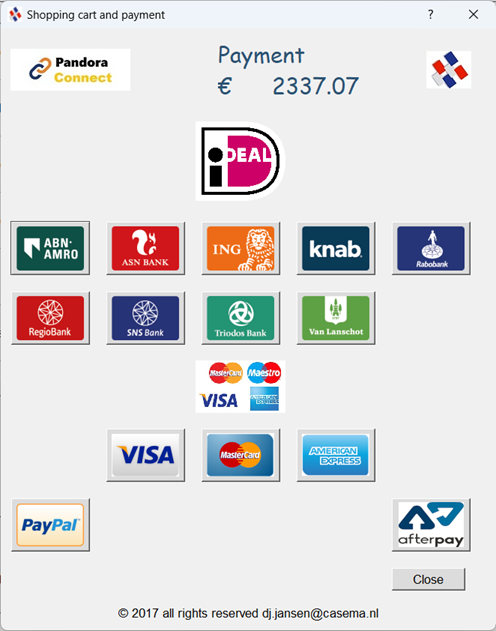 Shopping cart and payment ?
Pandora
Connect
Payment
€ 2337.07
iDEAL
ABN·
AMRO
ASN BANK
ING
knab.
Rabobank
RegioBank
SNS Bank
Triodos Bank
Van Lanschot
MasterCard Maestro
VISA AMERICAN EXPRESS
VISA
MasterCard
AMERICAN
EXPRESS
PayPal
afterpay
Close
© 2017 all rights reserved dj.jansen@casema.nl